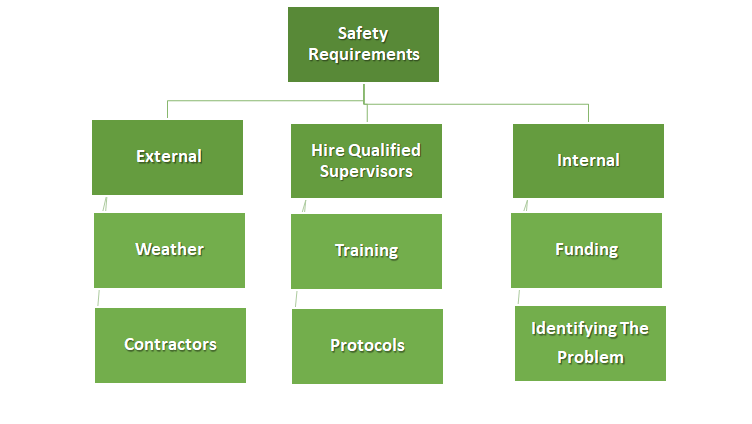 Safety
Requirements
External
Hire Qualified
Supervisors
Internal
Weather
Training
Funding
Contractors
Protocols
Identifying The
Problem